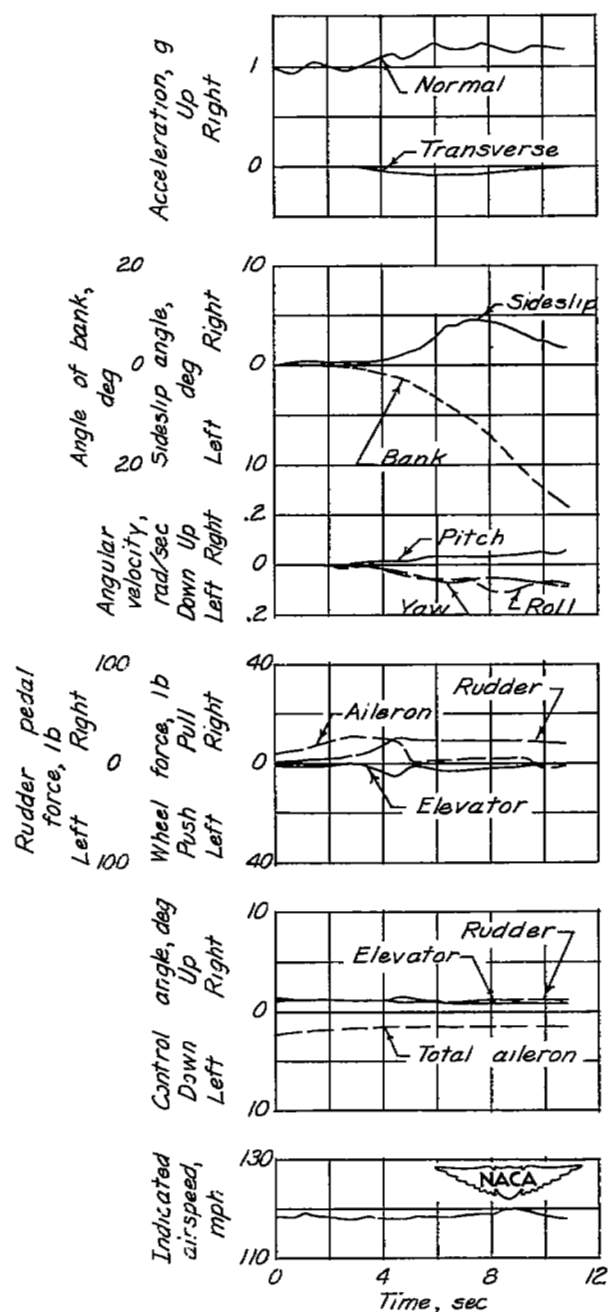 Acceleration, g
Up
Right
1
0
Normal
Transverse
Angle of bank,
deg
20
0
20
Sideslip angle,
deg
Right
Left
10
0
10
Sideslip
Bank
Angular
velocity,
rad/sec
Down Up
Left Right
.2
0
.2
Pitch
Yaw
Roll
Rudder pedal
force, lb
Left Right
100
0
100
Wheel force, lb
Push Pull
Left Right
40
0
40
Aileron
Rudder
Elevator
Control angle, deg
Down Up
Left Right
10
0
10
Rudder
Elevator
Total aileron
Indicated
airspeed,
mph
130
110
NACA
0 4 8 12
Time, sec